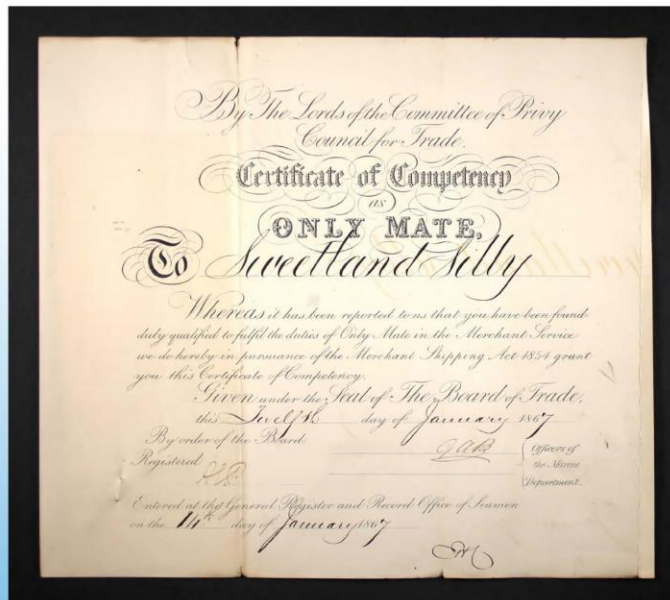 By The Lords of the Committee of Privy
Council for Trade.
Certificate of Competency
as
ONLY MATE,
To Sweetland Silly
Whereas it has been reported to us that you have been found
duly qualified to fulfil the duties of Only Mate in the Merchant Service
we do hereby in pursuance of the Merchant Shipping Act 1854 grant
you this Certificate of Competency.
Given under the Seal of The Board of Trade,
this Twelfth day of January 1867
By order of the Board
GAB
Officers of
the Marine
Department.
Registered
Entered at the General Register and Record Office of Seamen
on the 14th day of January 1867